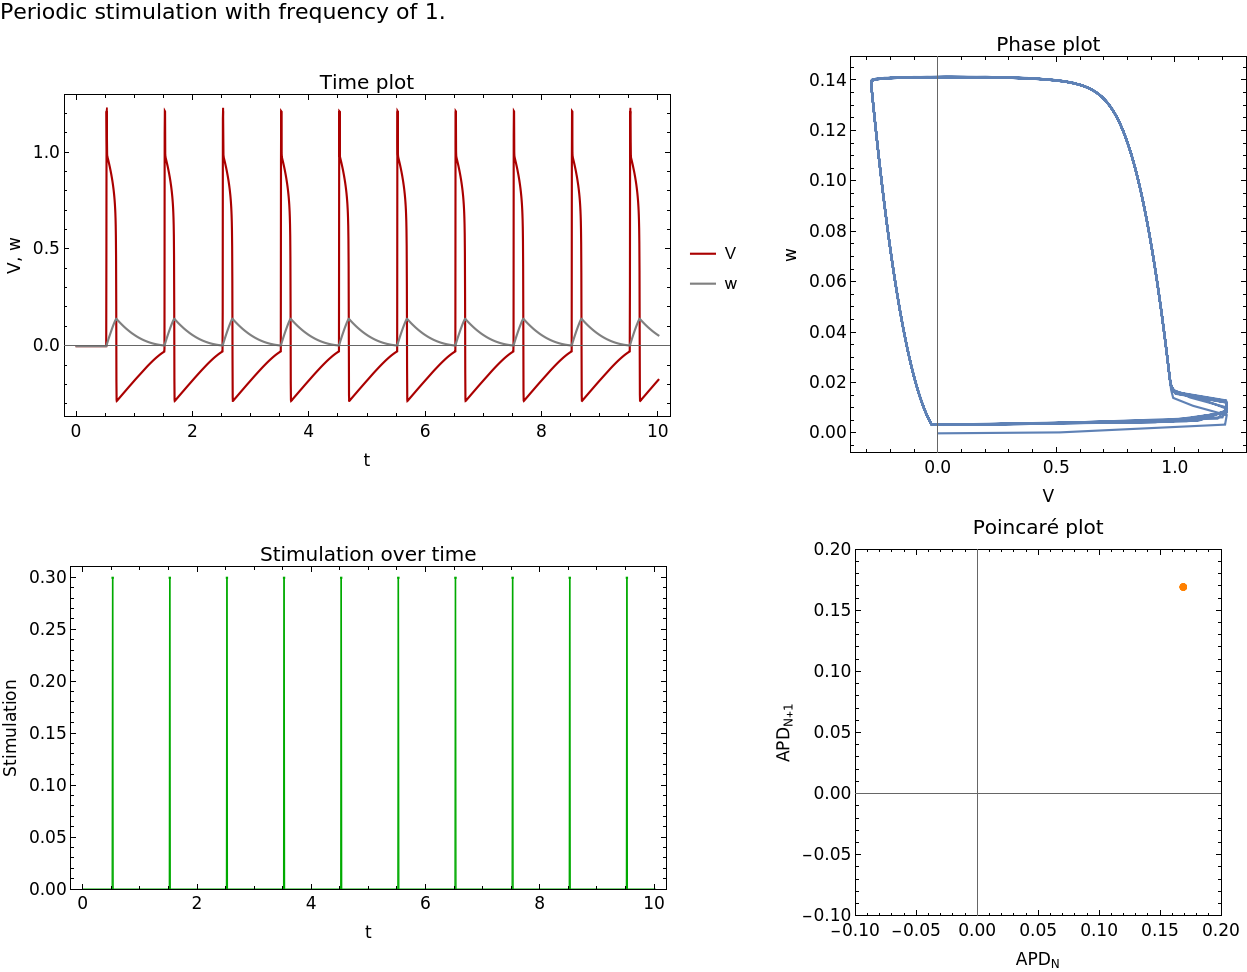 Periodic stimulation with frequency of 1.
Time plot
V, w
1.0
0.5
0.0
0 2 4 6 8 10
t
V
w
Phase plot
w
0.14
0.12
0.10
0.08
0.06
0.04
0.02
0.00
0.0 0.5 1.0
V
Stimulation over time
Stimulation
0.30
0.25
0.20
0.15
0.10
0.05
0.00
0 2 4 6 8 10
t
Poincaré plot
APD_N+1
0.20
0.15
0.10
0.05
0.00
−0.05
−0.10
−0.10 −0.05 0.00 0.05 0.10 0.15 0.20
APD_N